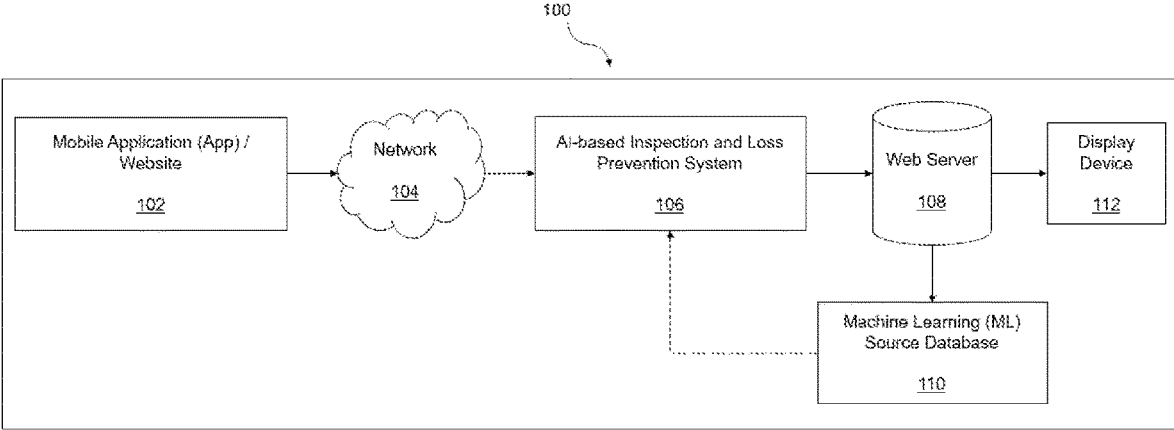 100
Mobile Application (App) /
Website
102
Network
104
AI-based Inspection and Loss
Prevention System
106
Web Server
108
Display
Device
112
Machine Learning (ML)
Source Database
110